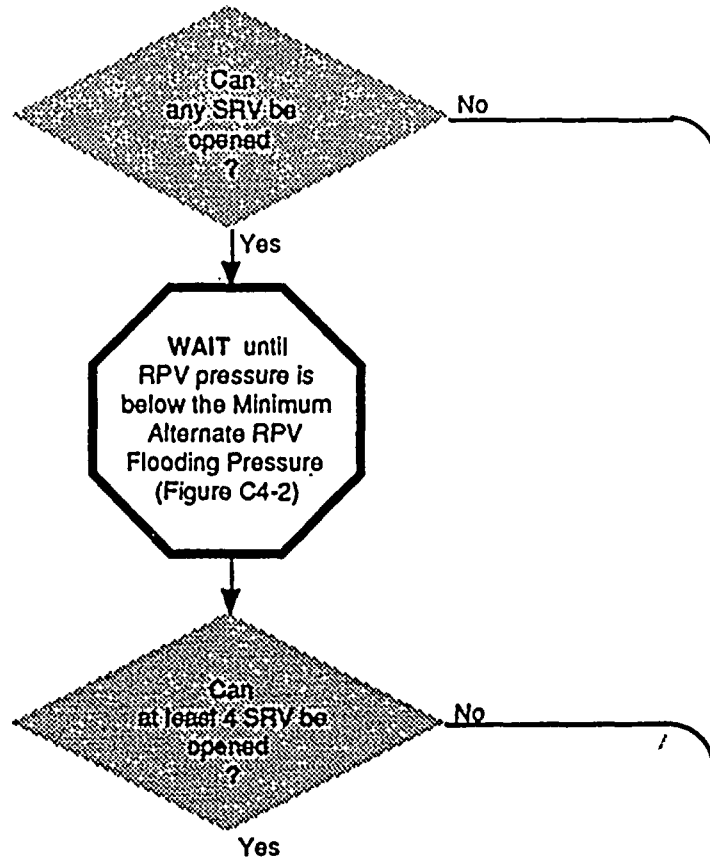 Can
any SRV be
opened
?
No
Yes
WAIT until
RPV pressure is
below the Minimum
Alternate RPV
Flooding Pressure
(Figure C4-2)
Can
at least 4 SRV be
opened
?
No
Yes